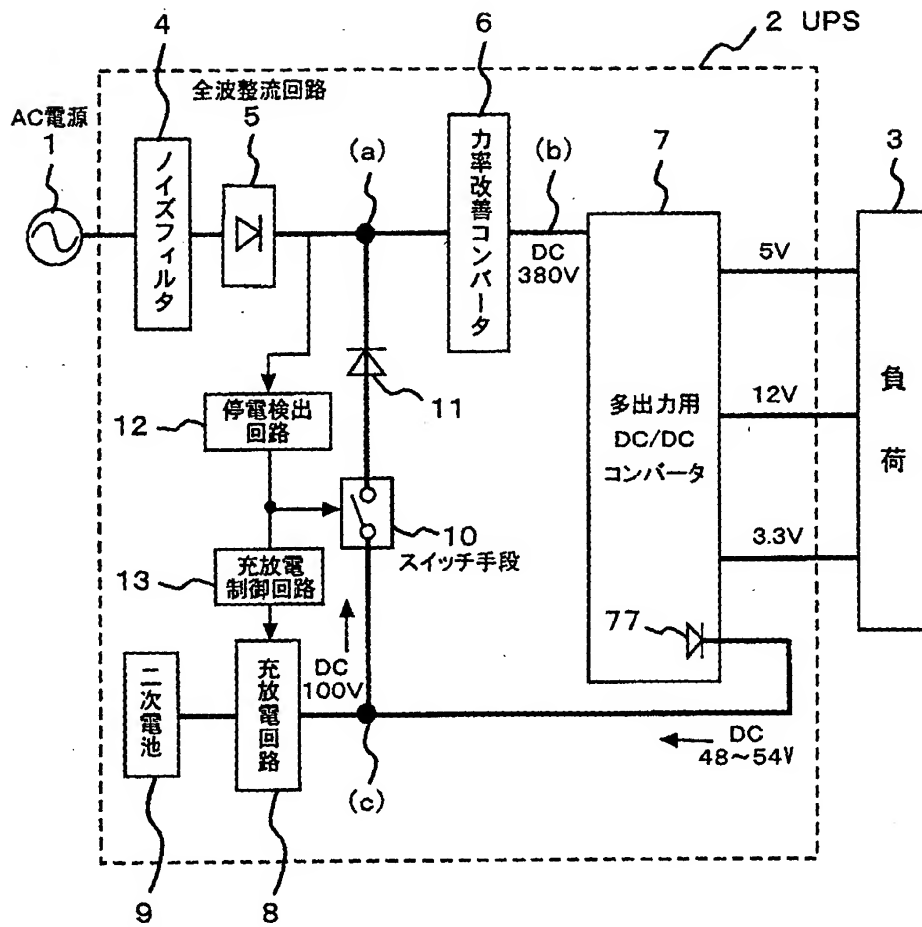 4
6
2 UPS
全波整流回路
5
AC電源
1
(a)
(b)
7
3
ノイズフィルタ
力率改善コンバータ
DC
380V
5V
停電検出
回路
12
11
多出力用
DC/DC
コンバータ
12V
負荷
10
スイッチ手段
3.3V
充放電
制御回路
13
77
二次電池
充放電回路
DC
100V
DC
48~54V
(c)
9
8